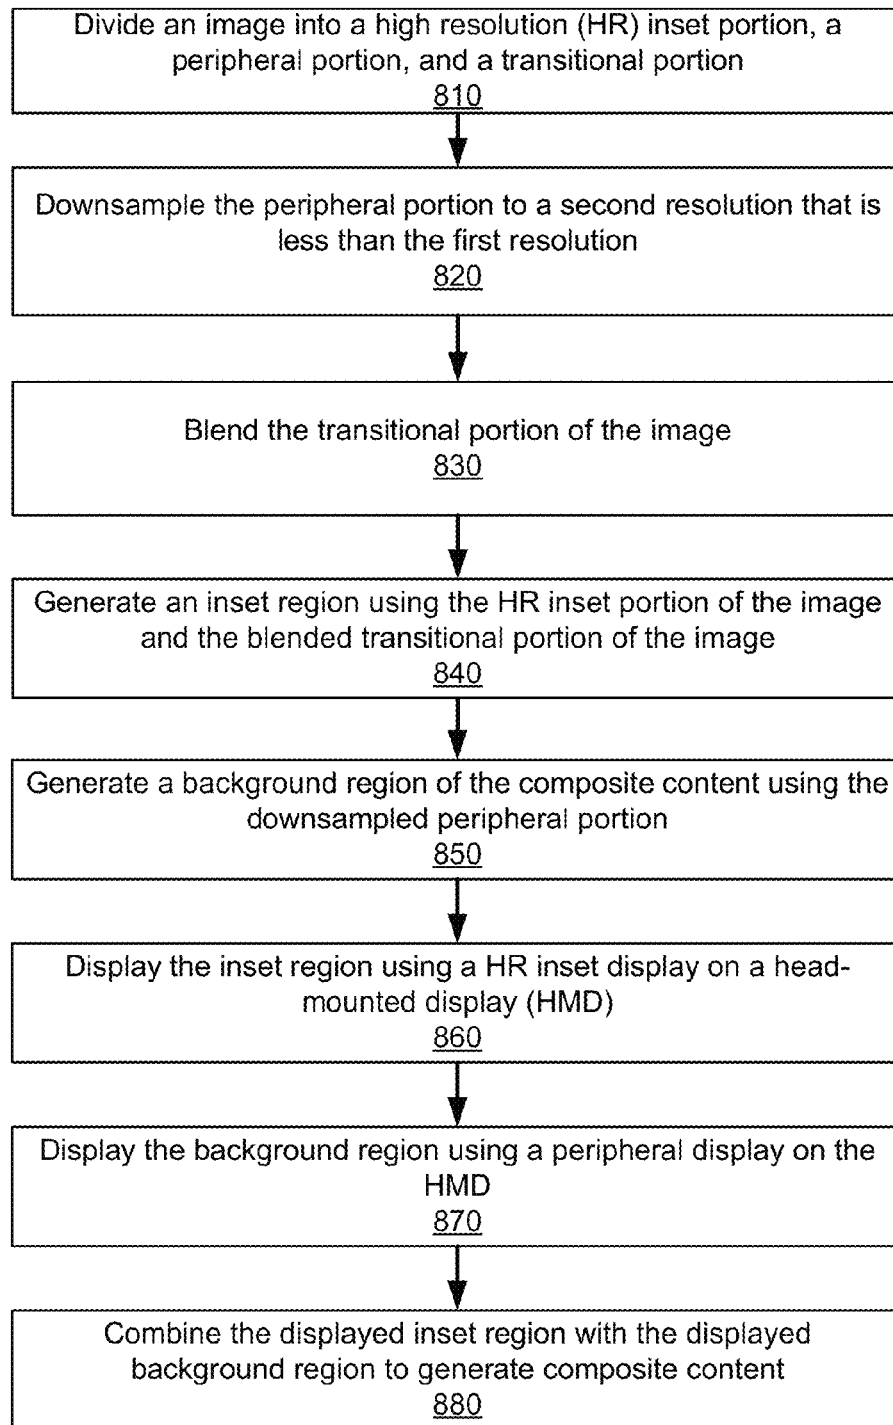 Divide an image into a high resolution (HR) inset portion, a
peripheral portion, and a transitional portion
810
Downsample the peripheral portion to a second resolution that is
less than the first resolution
820
Blend the transitional portion of the image
830
Generate an inset region using the HR inset portion of the image
and the blended transitional portion of the image
840
Generate a background region of the composite content using the
downsampled peripheral portion
850
Display the inset region using a HR inset display on a head-
mounted display (HMD)
860
Display the background region using a peripheral display on the
HMD
870
Combine the displayed inset region with the displayed
background region to generate composite content
880